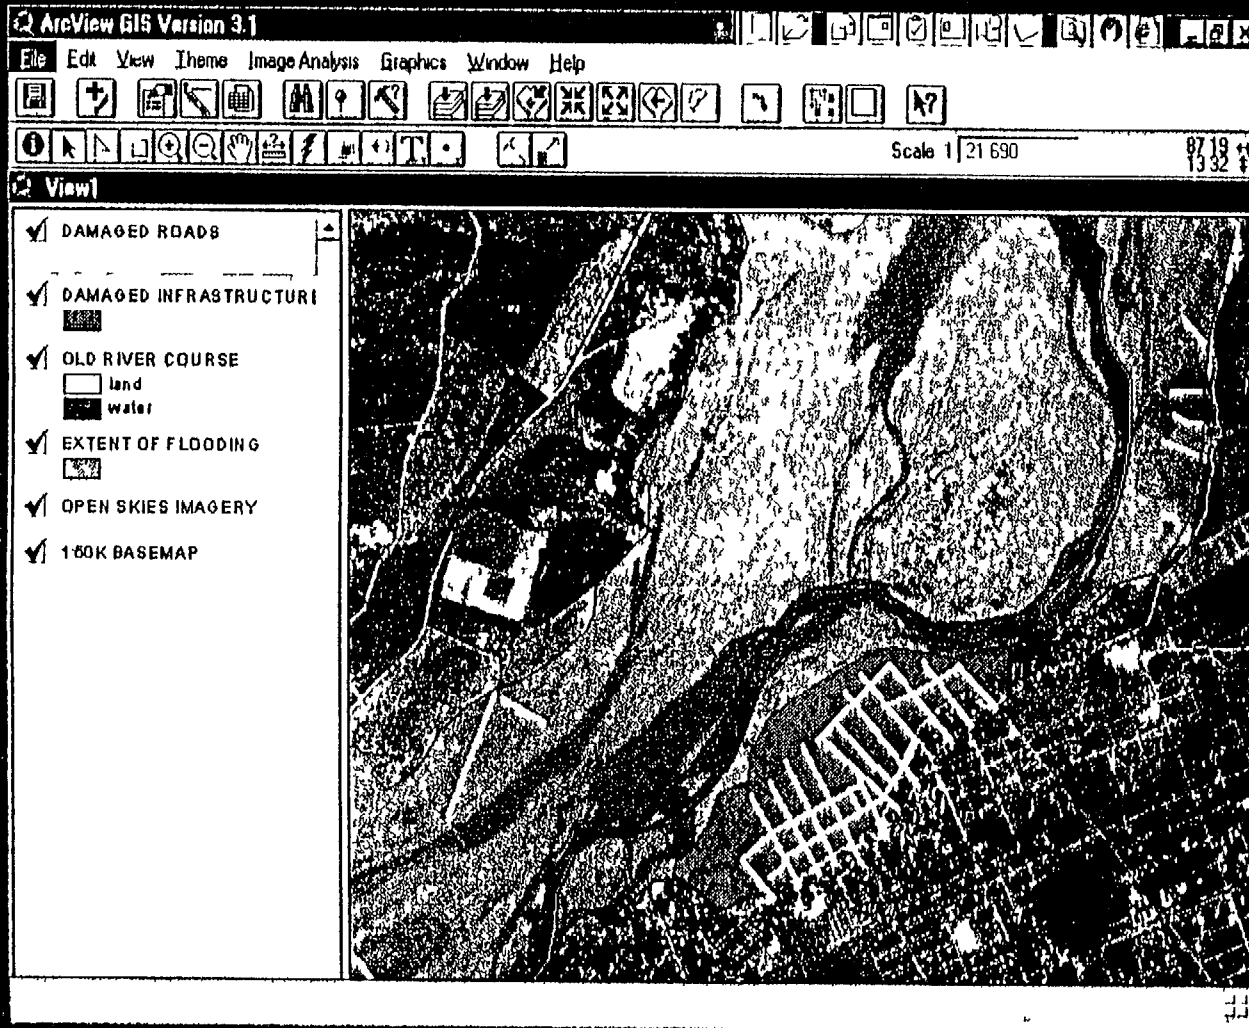 ArcView GIS Version 3.1
File Edit View Theme Image Analysis Graphics Window Help
Scale 1 21 690
87 19
13 32
View1
DAMAGED ROADS
DAMAGED INFRASTRUCTURE
OLD RIVER COURSE
land
water
EXTENT OF FLOODING
OPEN SKIES IMAGERY
1:50K BASEMAP